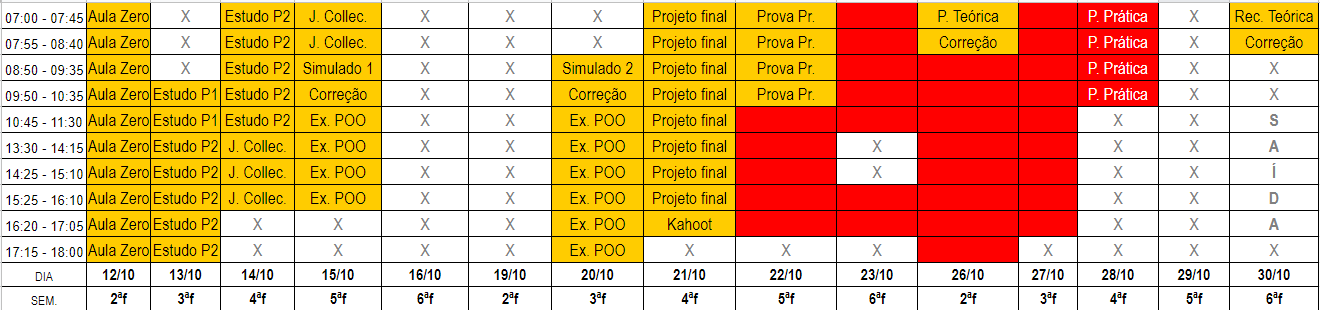 07:00 - 07:45 Aula Zero X Estudo P2 J. Collec. X X X Projeto final Prova Pr. P. Teórica P. Prática X Rec. Teórica
07:55 - 08:40 Aula Zero X Estudo P2 J. Collec. X X X Projeto final Prova Pr. Correção P. Prática X Correção
08:50 - 09:35 Aula Zero X Estudo P2 Simulado 1 X X Simulado 2 Projeto final Prova Pr. P. Prática X X
09:50 - 10:35 Aula Zero Estudo P1 Estudo P2 Correção X X Correção Projeto final Prova Pr. P. Prática X X
10:45 - 11:30 Aula Zero Estudo P1 Estudo P2 Ex. POO X X Ex. POO Projeto final X X S
13:30 - 14:15 Aula Zero Estudo P2 J. Collec. Ex. POO X X Ex. POO Projeto final X X X A
14:25 - 15:10 Aula Zero Estudo P2 J. Collec. Ex. POO X X Ex. POO Projeto final X X X Í
15:25 - 16:10 Aula Zero Estudo P2 J. Collec. Ex. POO X X Ex. POO Projeto final X X D
16:20 - 17:05 Aula Zero Estudo P2 X X X X Ex. POO Kahoot X X A
17:15 - 18:00 Aula Zero Estudo P2 X X X X Ex. POO X X X X X X X
DIA 12/10 13/10 14/10 15/10 16/10 19/10 20/10 21/10 22/10 23/10 26/10 27/10 28/10 29/10 30/10
SEM. 2ªf 3ªf 4ªf 5ªf 6ªf 2ªf 3ªf 4ªf 5ªf 6ªf 2ªf 3ªf 4ªf 5ªf 6ªf